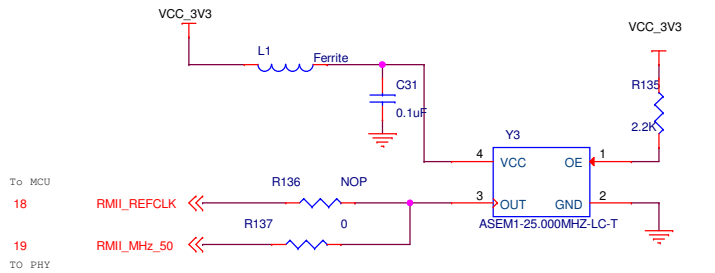 VCC_3V3
VCC_3V3
L1
Ferrite
C31
0.1uF
R135
2.2K
Y3
4
VCC
OE
1
To MCU
R136
NOP
18
RMII_REFCLK
3
OUT
GND
2
R137
0
ASEM1-25.000MHZ-LC-T
19
RMII_MHz_50
TO PHY